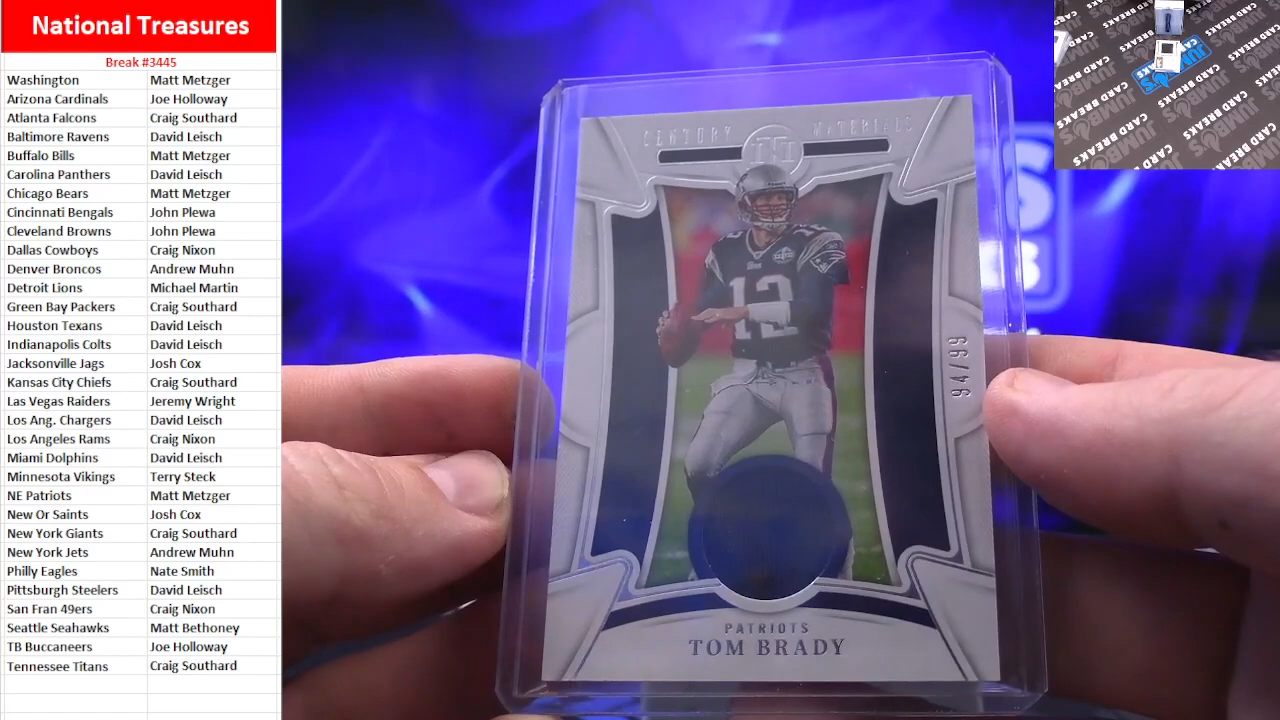 National Treasures
Break #3445
Washington Matt Metzger
Arizona Cardinals Joe Holloway
Atlanta Falcons Craig Southard
Baltimore Ravens David Leisch
Buffalo Bills Matt Metzger
Carolina Panthers David Leisch
Chicago Bears Matt Metzger
Cincinnati Bengals John Plewa
Cleveland Browns John Plewa
Dallas Cowboys Craig Nixon
Denver Broncos Andrew Muhn
Detroit Lions Michael Martin
Green Bay Packers Craig Southard
Houston Texans David Leisch
Indianapolis Colts David Leisch
Jacksonville Jags Josh Cox
Kansas City Chiefs Craig Southard
Las Vegas Raiders Jeremy Wright
Los Ang. Chargers David Leisch
Los Angeles Rams Craig Nixon
Miami Dolphins David Leisch
Minnesota Vikings Terry Steck
NE Patriots Matt Metzger
New Or Saints Josh Cox
New York Giants Craig Southard
New York Jets Andrew Muhn
Philly Eagles Nate Smith
Pittsburgh Steelers David Leisch
San Fran 49ers Craig Nixon
Seattle Seahawks Matt Bethoney
TB Buccaneers Joe Holloway
Tennessee Titans Craig Southard
CENTURY MATERIALS
12
94/99
PATRIOTS
TOM BRADY
JUMBO'S
CARD BREAKS